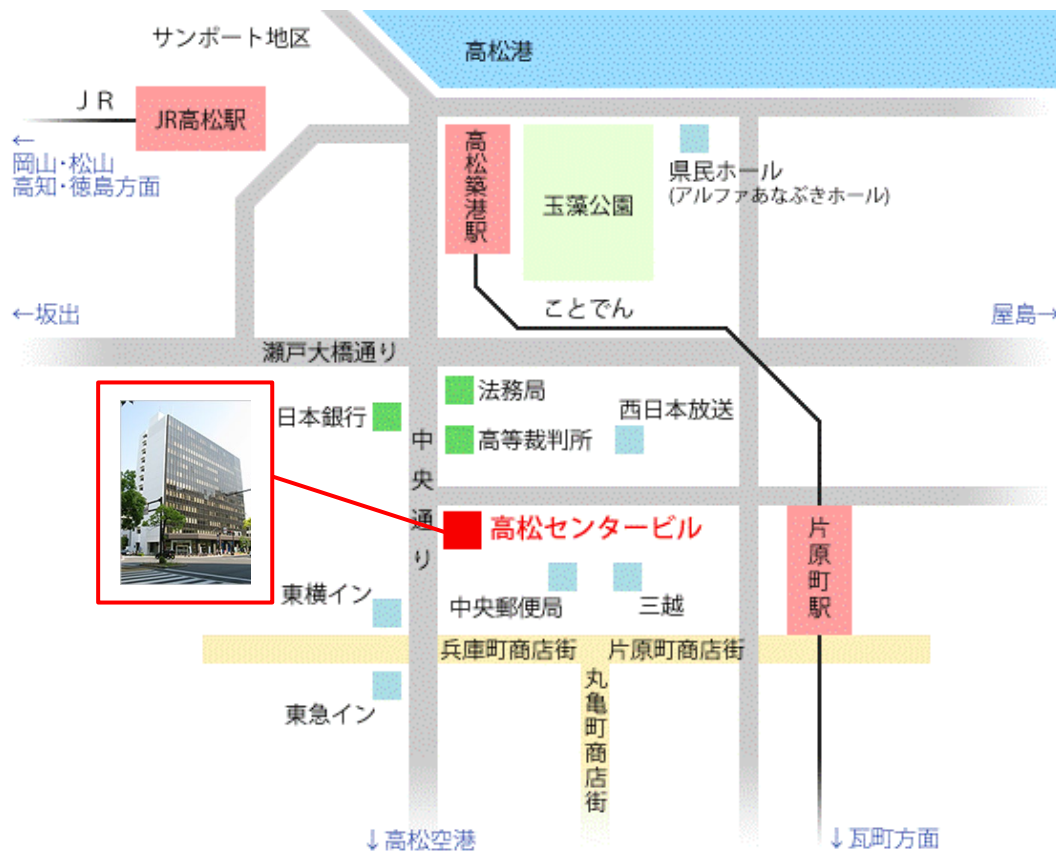 サンポート地区
高松港
JR
JR高松駅
←
岡山・松山
高知・徳島方面
高松築港駅
玉藻公園
県民ホール
(アルファあなぶきホール)
←坂出
ことでん
屋島→
瀬戸大橋通り
日本銀行
法務局
西日本放送
高等裁判所
中央通り
高松センタービル
片原町駅
東横イン
中央郵便局
三越
兵庫町商店街
片原町商店街
丸亀町商店街
東急イン
↓高松空港
↓瓦町方面